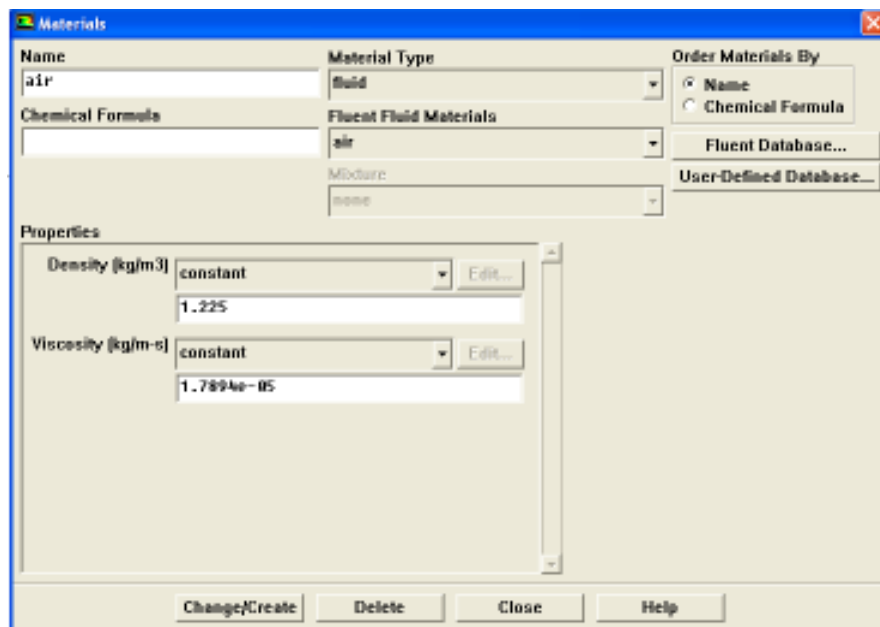 Materials
Name
air
Chemical Formula
Material Type
fluid
Fluent Fluid Materials
air
Mixture
none
Order Materials By
Name
Chemical Formula
Fluent Database...
User-Defined Database...
Properties
Density (kg/m3) constant Edit...
1.225
Viscosity (kg/m-s) constant Edit...
1.7894e-05
Change/Create Delete Close Help